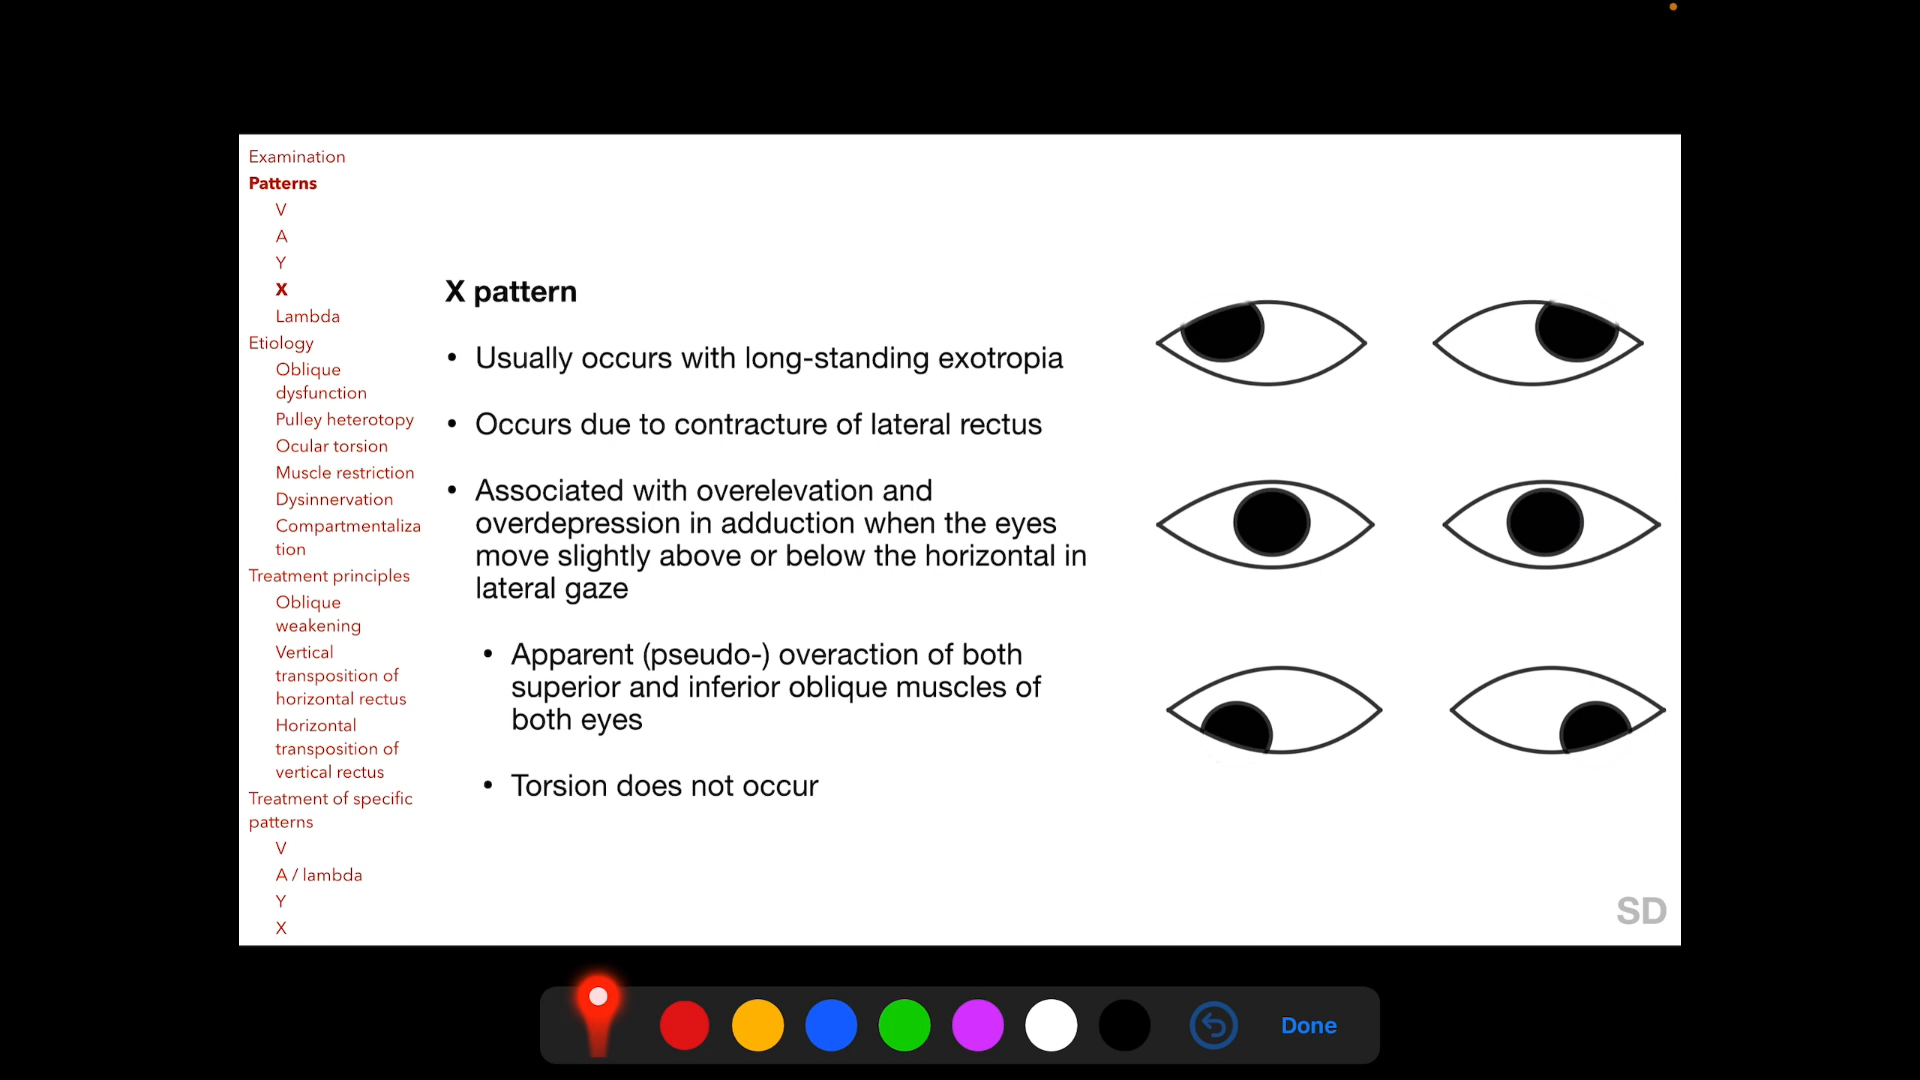 Examination
Patterns
V
A
Y
X
Lambda
Etiology
Oblique
dysfunction
Pulley heterotopy
Ocular torsion
Muscle restriction
Dysinnervation
Compartmentaliza
tion
Treatment principles
Oblique
weakening
Vertical
transposition of
horizontal rectus
Horizontal
transposition of
vertical rectus
Treatment of specific
patterns
V
A / lambda
Y
X
X pattern
• Usually occurs with long-standing exotropia
• Occurs due to contracture of lateral rectus
• Associated with overelevation and
overdepression in adduction when the eyes
move slightly above or below the horizontal in
lateral gaze
• Apparent (pseudo-) overaction of both
superior and inferior oblique muscles of
both eyes
• Torsion does not occur
SD
Done